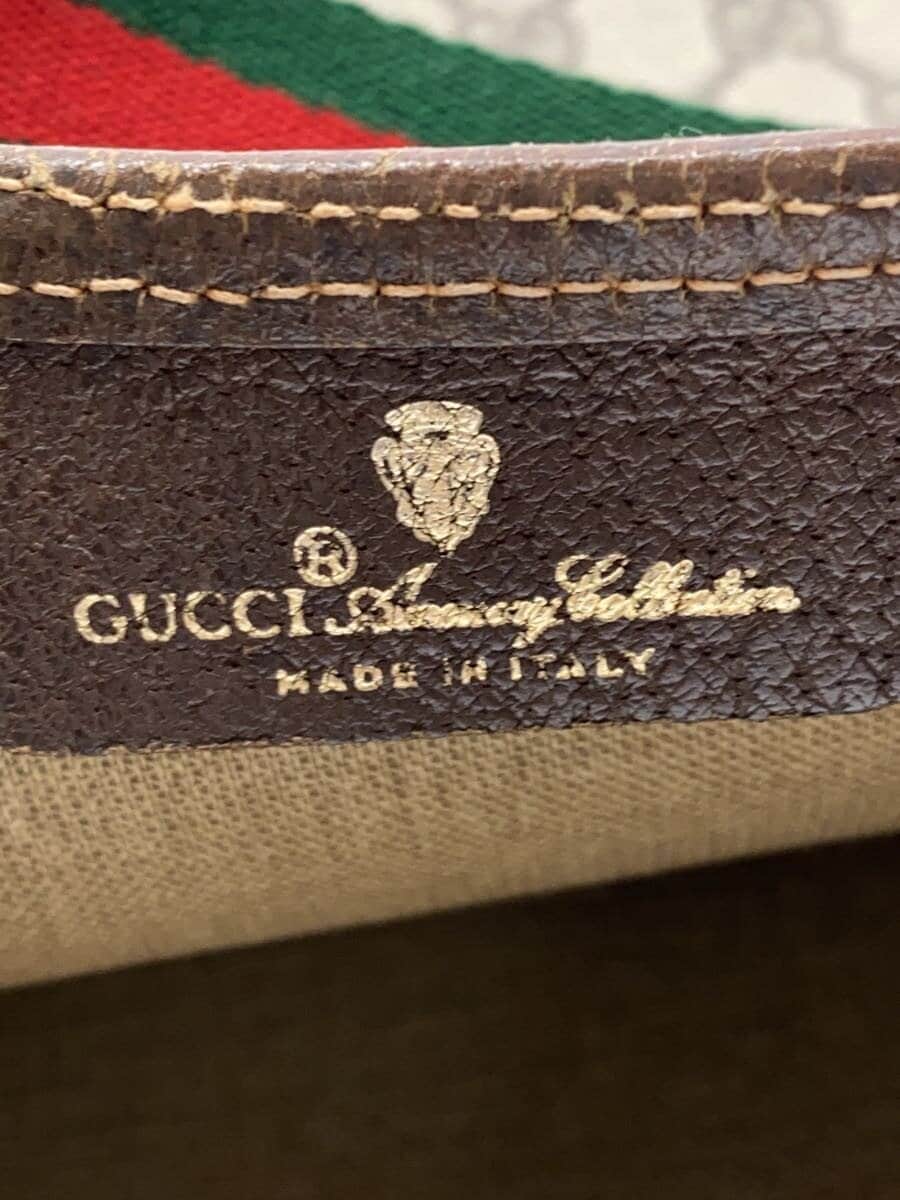 ®
GUCCI Accessory Collection
MADE IN ITALY